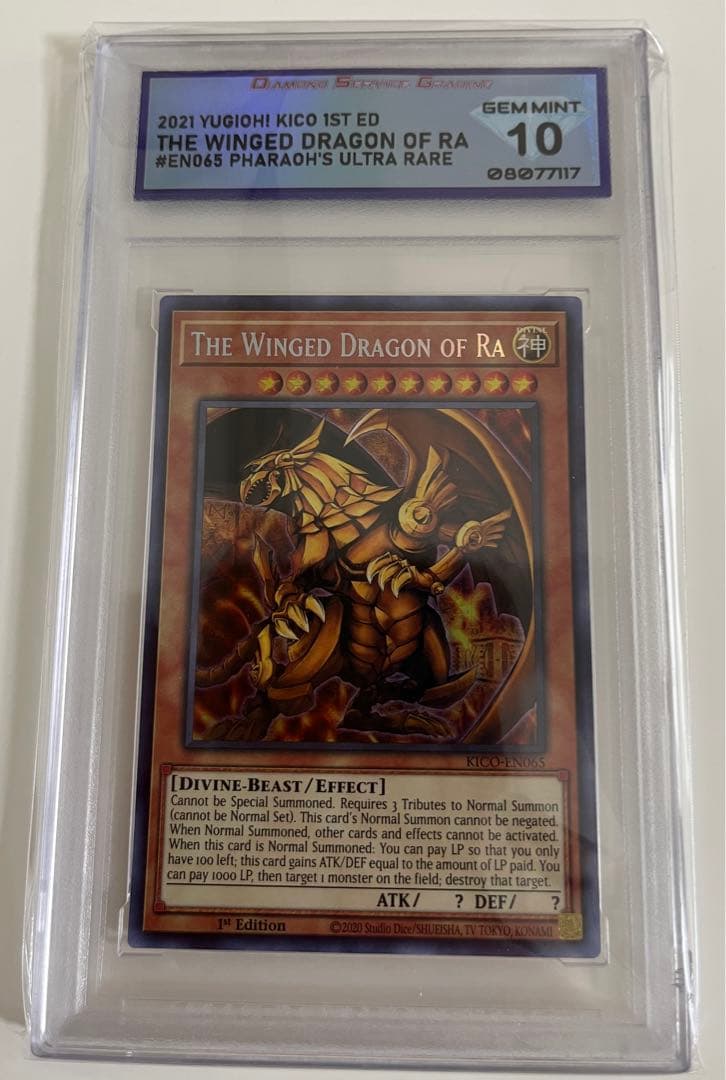 DIAMOND SERVICE GRADING
2021 YUGIOH! KICO 1ST ED
THE WINGED DRAGON OF RA
#EN065 PHARAOH'S ULTRA RARE
GEM MINT
10
08077117
THE WINGED DRAGON OF RA
DIVINE
神
KICO-EN065
[DIVINE-BEAST/EFFECT]
Cannot be Special Summoned. Requires 3 Tributes to Normal Summon
(cannot be Normal Set). This card's Normal Summon cannot be negated.
When Normal Summoned, other cards and effects cannot be activated.
When this card is Normal Summoned: You can pay LP so that you only
have 100 left; this card gains ATK/DEF equal to the amount of LP paid. You
can pay 1000 LP, then target 1 monster on the field; destroy that target.
ATK/ ? DEF/ ?
1st Edition
©2020 Studio Dice/SHUEISHA, TV TOKYO, KONAMI